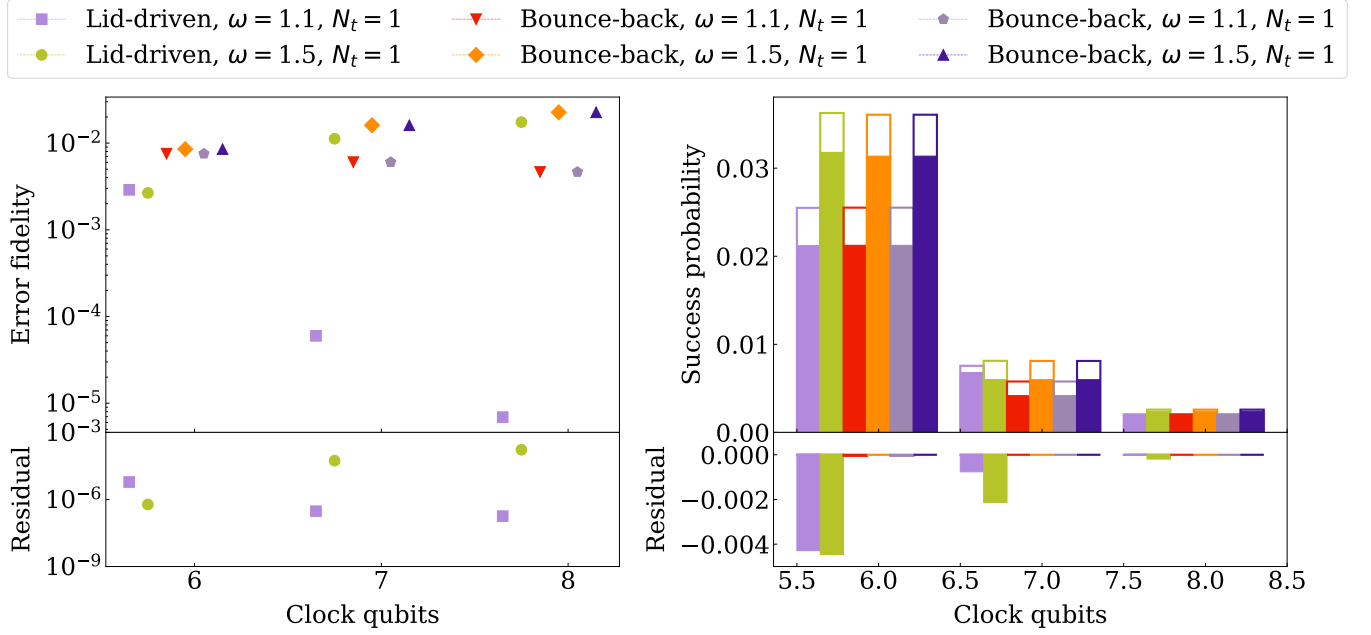 Lid-driven, ω = 1.1, N_t = 1
Lid-driven, ω = 1.5, N_t = 1
Bounce-back, ω = 1.1, N_t = 1
Bounce-back, ω = 1.5, N_t = 1
Bounce-back, ω = 1.1, N_t = 1
Bounce-back, ω = 1.5, N_t = 1
Error fidelity
10⁻²
10⁻³
10⁻⁴
10⁻⁵
Residual
10⁻³
10⁻⁶
10⁻⁹
6 7 8
Clock qubits
Success probability
0.03
0.02
0.01
0.00
Residual
0.000
−0.002
−0.004
5.5 6.0 6.5 7.0 7.5 8.0 8.5
Clock qubits